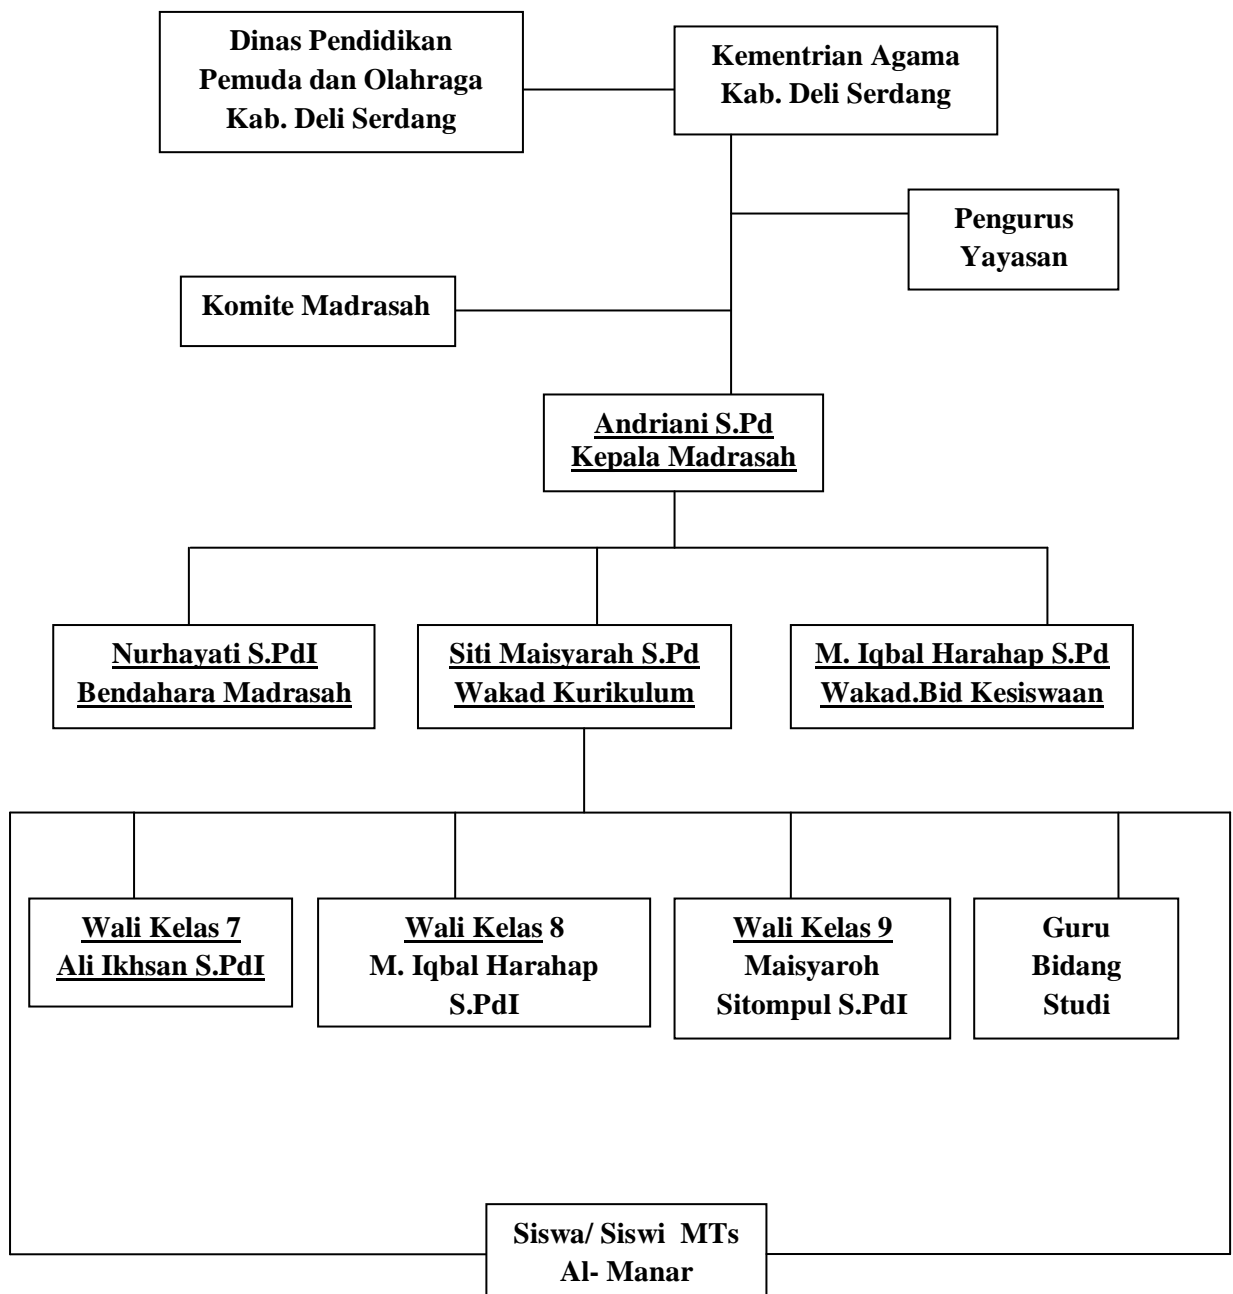 Dinas Pendidikan
Pemuda dan Olahraga
Kab. Deli Serdang
Kementrian Agama
Kab. Deli Serdang
Pengurus
Yayasan
Komite Madrasah
Andriani S.Pd
Kepala Madrasah
Nurhayati S.PdI
Bendahara Madrasah
Siti Maisyarah S.Pd
Wakad Kurikulum
M. Iqbal Harahap S.Pd
Wakad.Bid Kesiswaan
Wali Kelas 7
Ali Ikhsan S.PdI
Wali Kelas 8
M. Iqbal Harahap
S.PdI
Wali Kelas 9
Maisyaroh
Sitompul S.PdI
Guru
Bidang
Studi
Siswa/ Siswi  MTs
Al- Manar